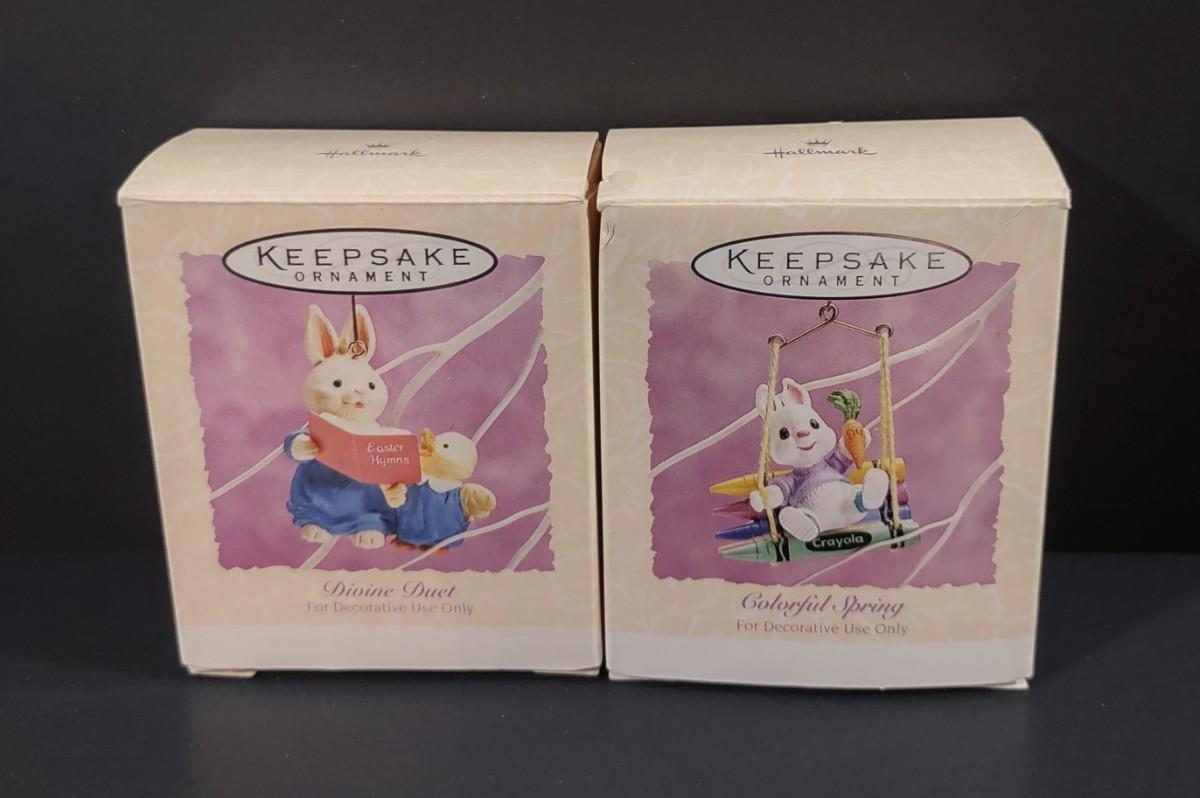 Hallmark
KEEPSAKE
ORNAMENT
Easter
Hymns
Divine Duet
For Decorative Use Only
Hallmark
KEEPSAKE
ORNAMENT
94
Crayola
Colorful Spring
For Decorative Use Only